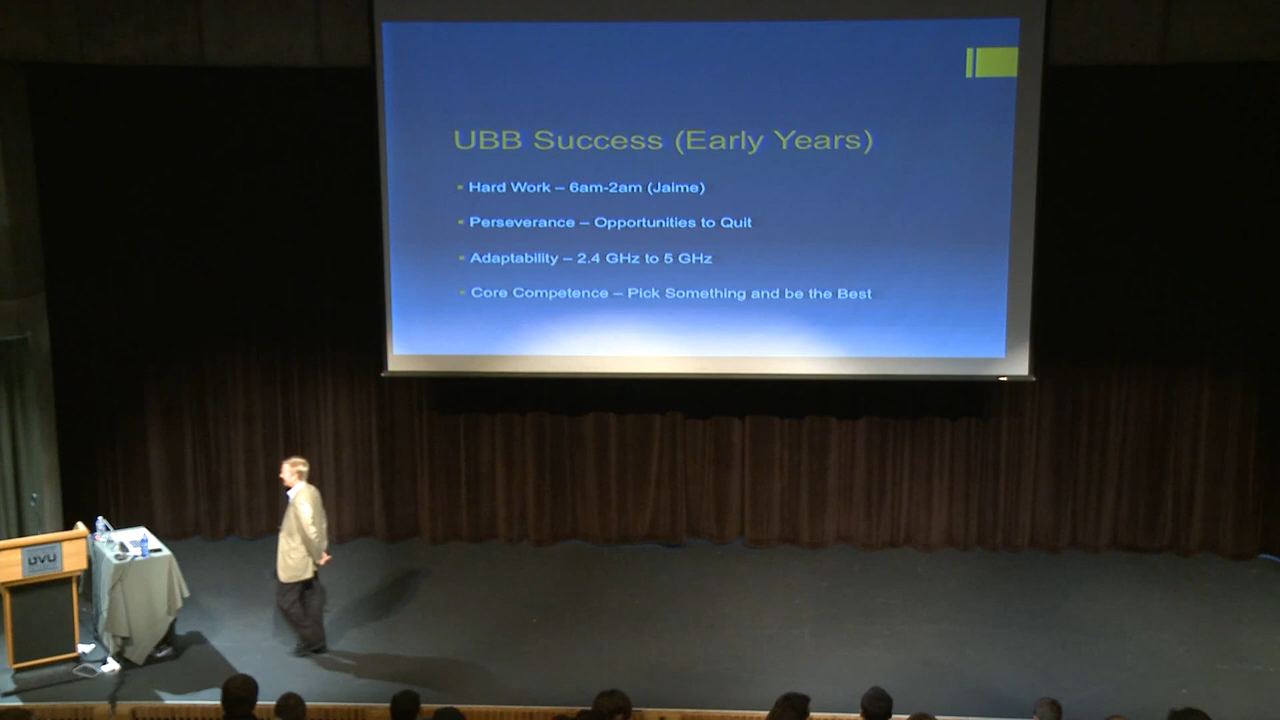 UBB Success (Early Years)
Hard Work – 6am-2am (Jaime)
Perseverance – Opportunities to Quit
Adaptability – 2.4 GHz to 5 GHz
Core Competence – Pick Something and be the Best
UVU